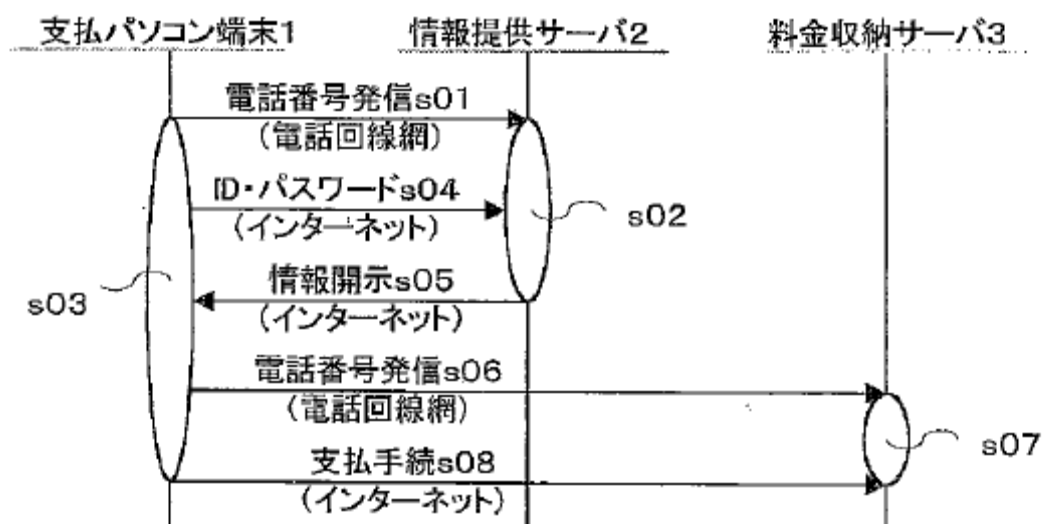 支払パソコン端末1
情報提供サーバ2
料金収納サーバ3
電話番号発信s01
(電話回線網)
ID・パスワードs04
(インターネット)
s02
情報開示s05
(インターネット)
s03
電話番号発信s06
(電話回線網)
s07
支払手続s08
(インターネット)